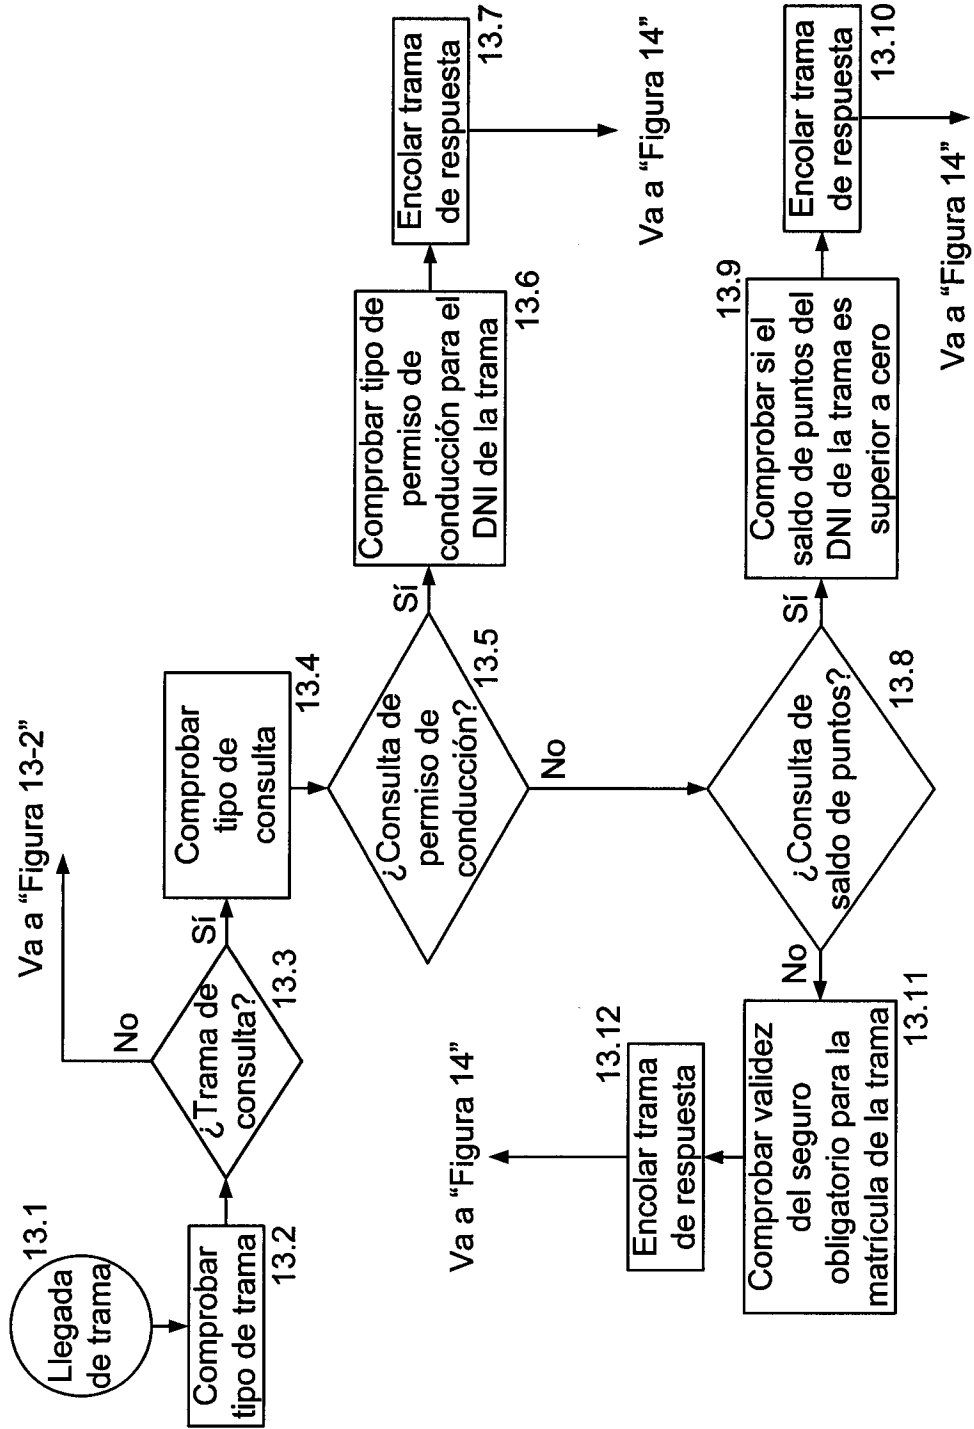 Llegada
de trama
13.1
Comprobar
tipo de trama
13.2
¿Trama de
consulta?
13.3
No
Va a “Figura 13-2”
Sí
Comprobar
tipo de
consulta
13.4
¿Consulta de
permiso de
conducción?
13.5
Sí
Comprobar tipo de
permiso de
conducción para el
DNI de la trama
13.6
Encolar trama
de respuesta
13.7
Va a “Figura 14”
No
¿Consulta de
saldo de puntos?
13.8
Sí
Comprobar si el
saldo de puntos del
DNI de la trama es
superior a cero
13.9
Encolar trama
de respuesta
13.10
Va a “Figura 14”
No
Comprobar validez
del seguro
obligatorio para la
matrícula de la trama
13.11
Encolar trama
de respuesta
13.12
Va a “Figura 14”